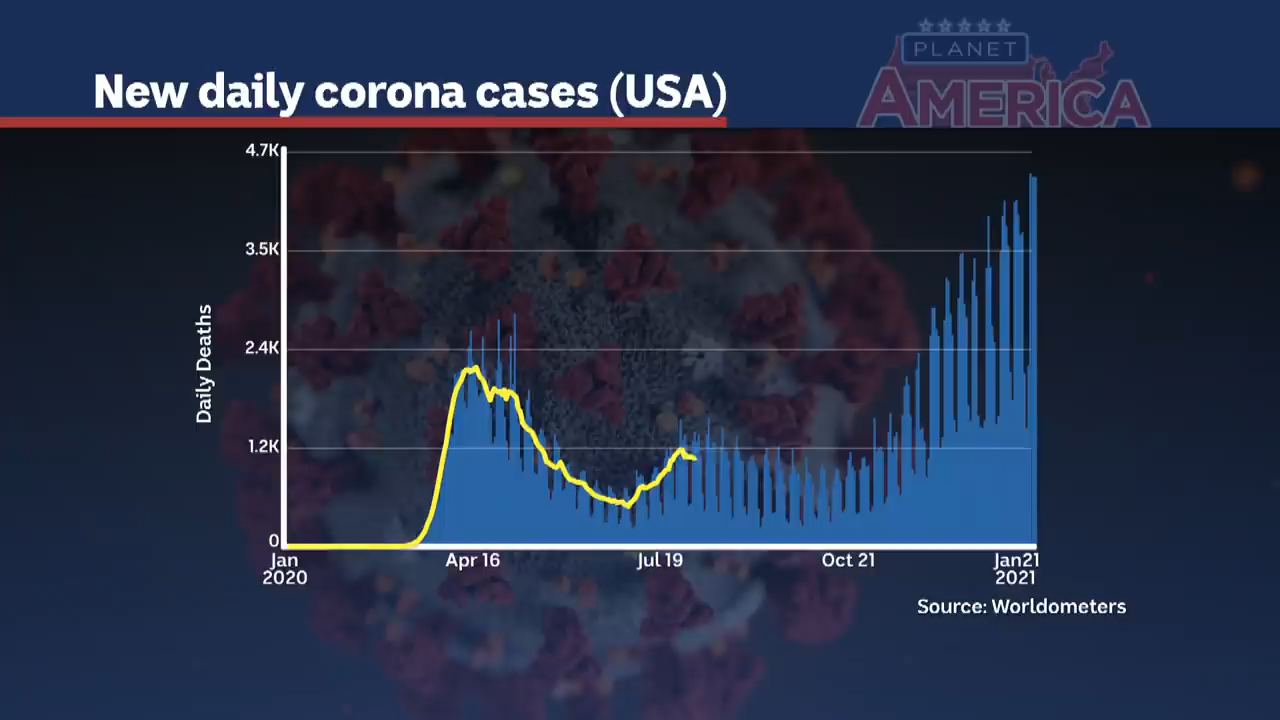 PLANET
AMERICA
New daily corona cases (USA)
4.7K
3.5K
2.4K
1.2K
0
Daily Deaths
Jan
2020
Apr 16
Jul 19
Oct 21
Jan21
2021
Source: Worldometers